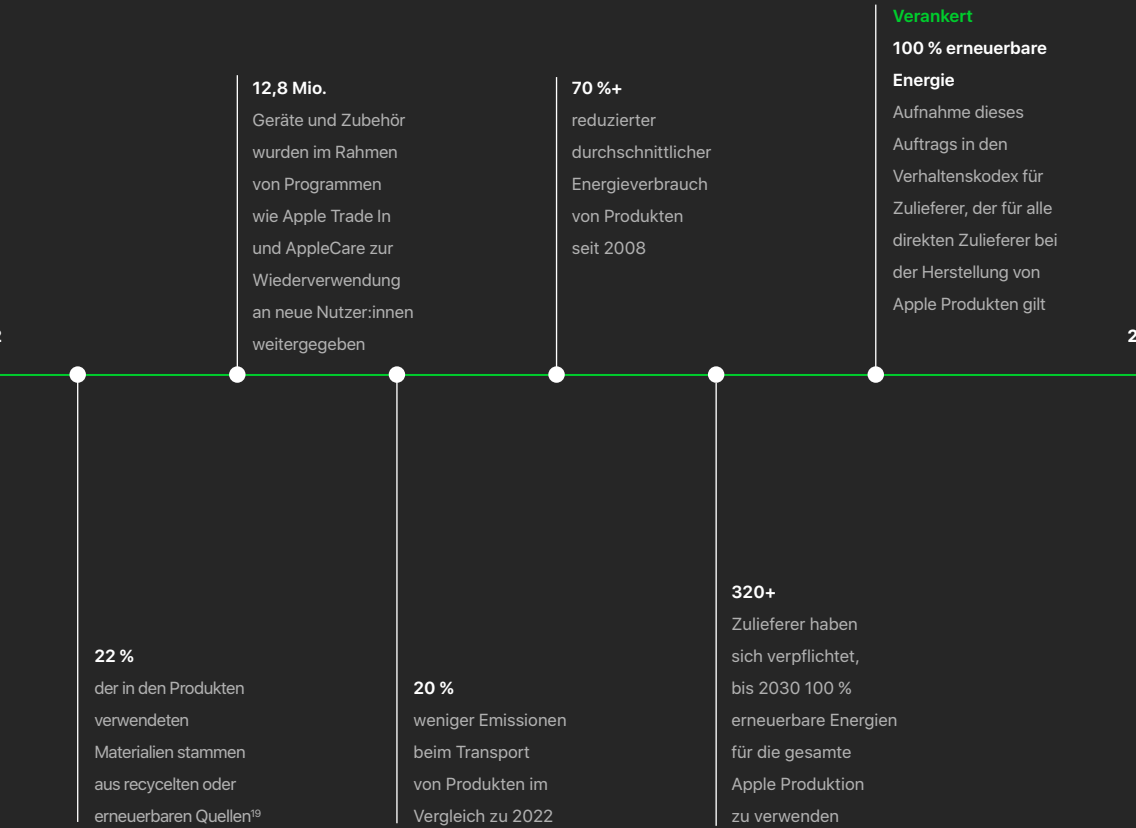 22 %
der in den Produkten
verwendeten
Materialien stammen
aus recycelten oder
erneuerbaren Quellen¹⁹
12,8 Mio.
Geräte und Zubehör
wurden im Rahmen
von Programmen
wie Apple Trade In
und AppleCare zur
Wiederverwendung
an neue Nutzer:innen
weitergegeben
20 %
weniger Emissionen
beim Transport
von Produkten im
Vergleich zu 2022
70 %+
reduzierter
durchschnittlicher
Energieverbrauch
von Produkten
seit 2008
320+
Zulieferer haben
sich verpflichtet,
bis 2030 100 %
erneuerbare Energien
für die gesamte
Apple Produktion
zu verwenden
Verankert
100 % erneuerbare
Energie
Aufnahme dieses
Auftrags in den
Verhaltenskodex für
Zulieferer, der für alle
direkten Zulieferer bei
der Herstellung von
Apple Produkten gilt